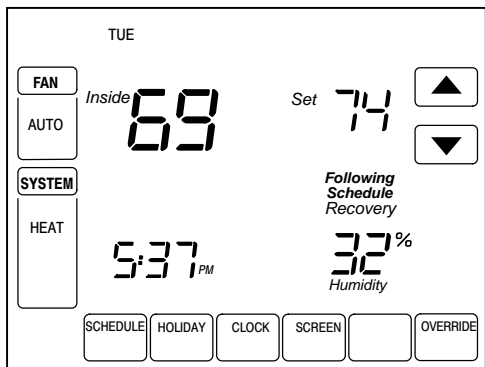 TUE
FAN
AUTO
Inside 69
Set 74
SYSTEM
HEAT
Following
Schedule
Recovery
5:37 PM
32%
Humidity
SCHEDULE HOLIDAY CLOCK SCREEN OVERRIDE